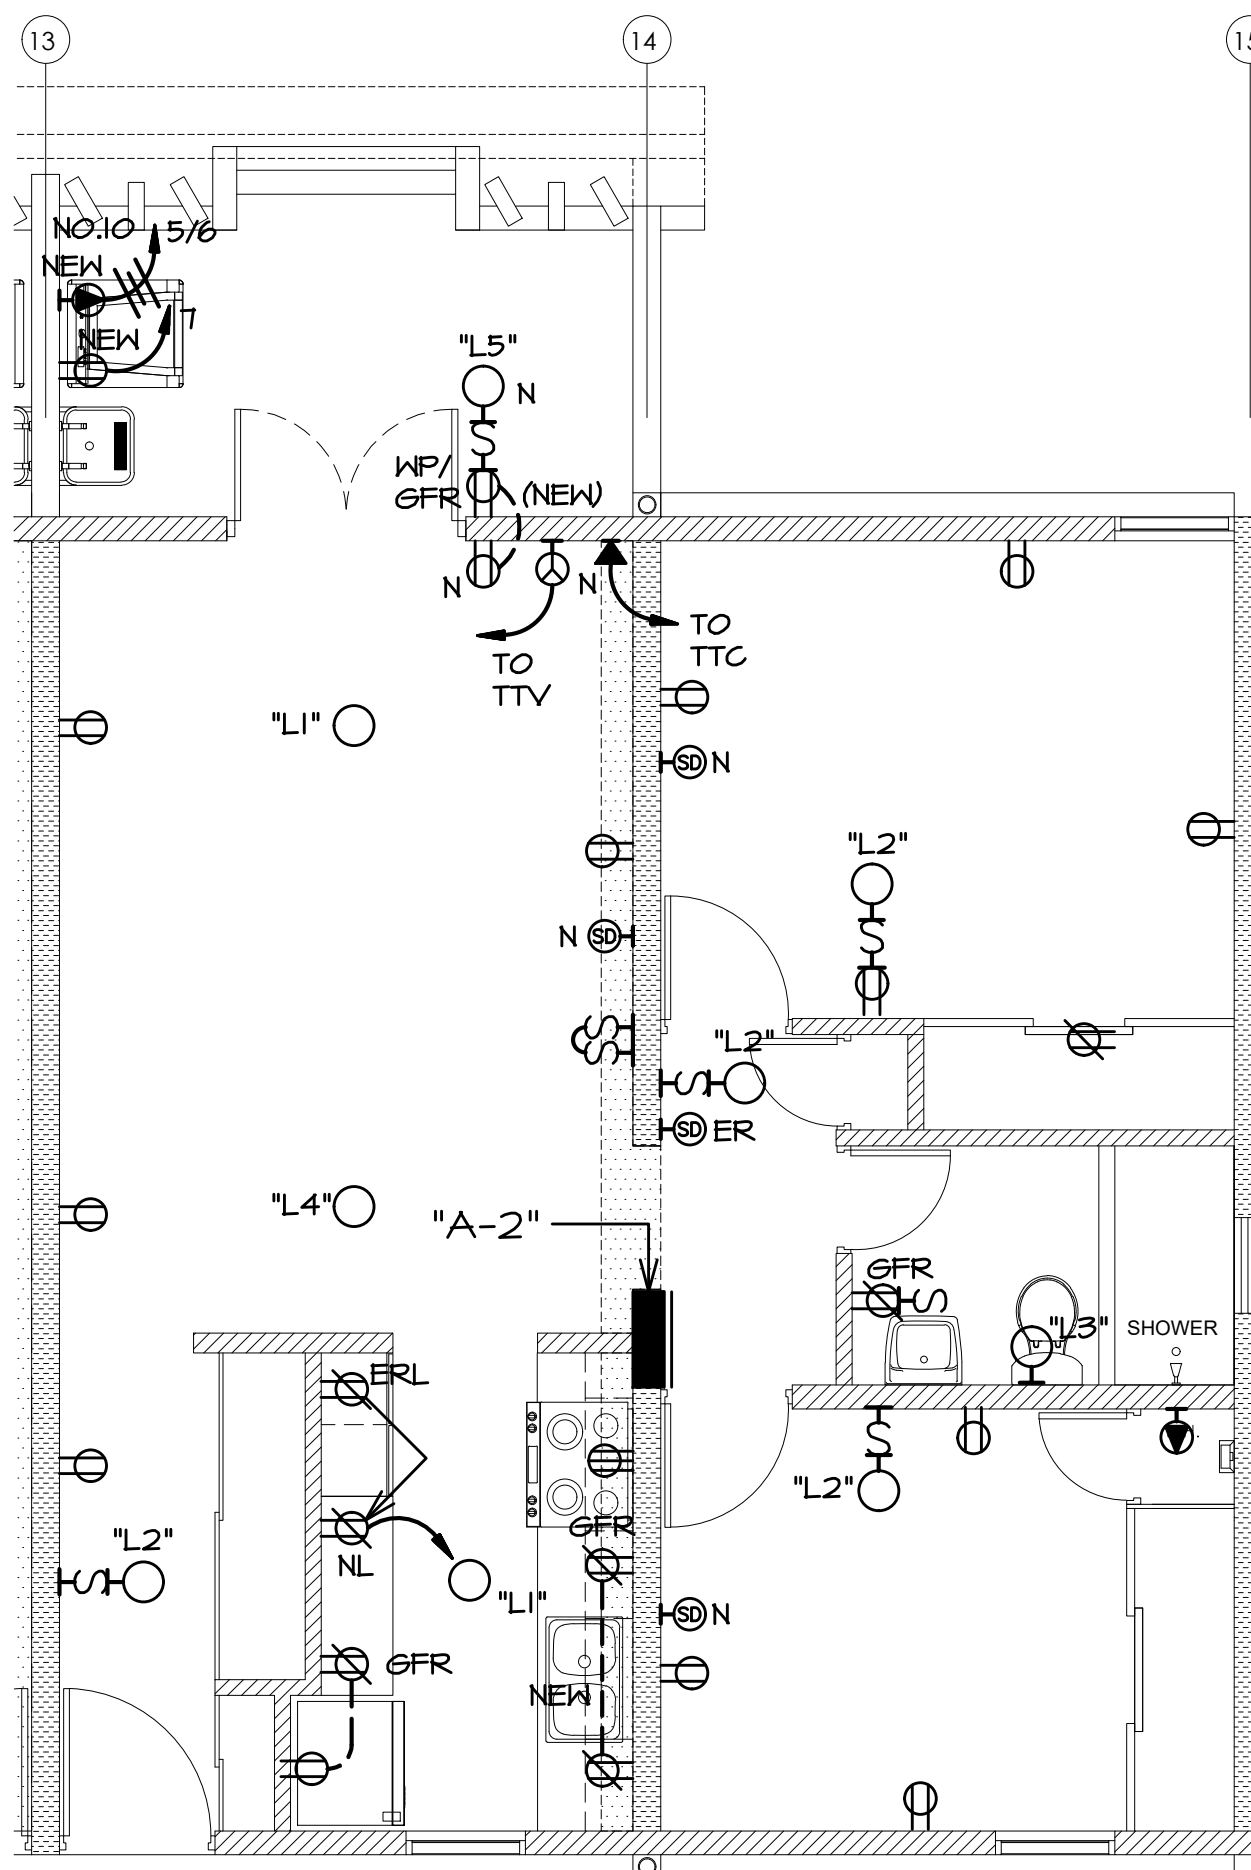 13
14
15
NO.10
5/6
NEW
7
NEW
"L5"
N
S
WP/
GFR
(NEW)
N
N
TO
TTC
TO
TTV
"L1"
SD N
"L2"
S
N SD
S
S
"L2"
S
SD ER
"L4"
"A-2"
GFR
S
"L3"
SHOWER
ERL
S
"L2"
GFR
NL
"L2"
S
"L1"
SD N
GFR
NEW